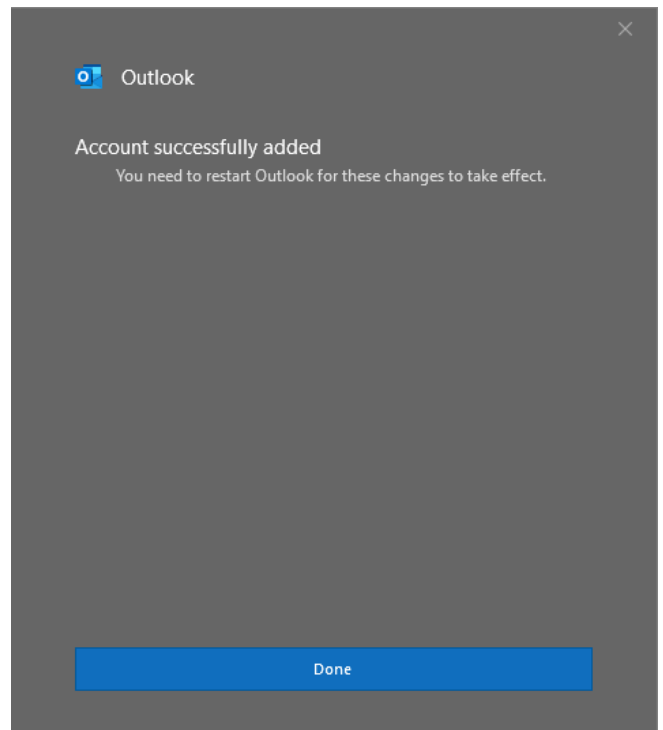 Outlook
Account successfully added
You need to restart Outlook for these changes to take effect.
Done